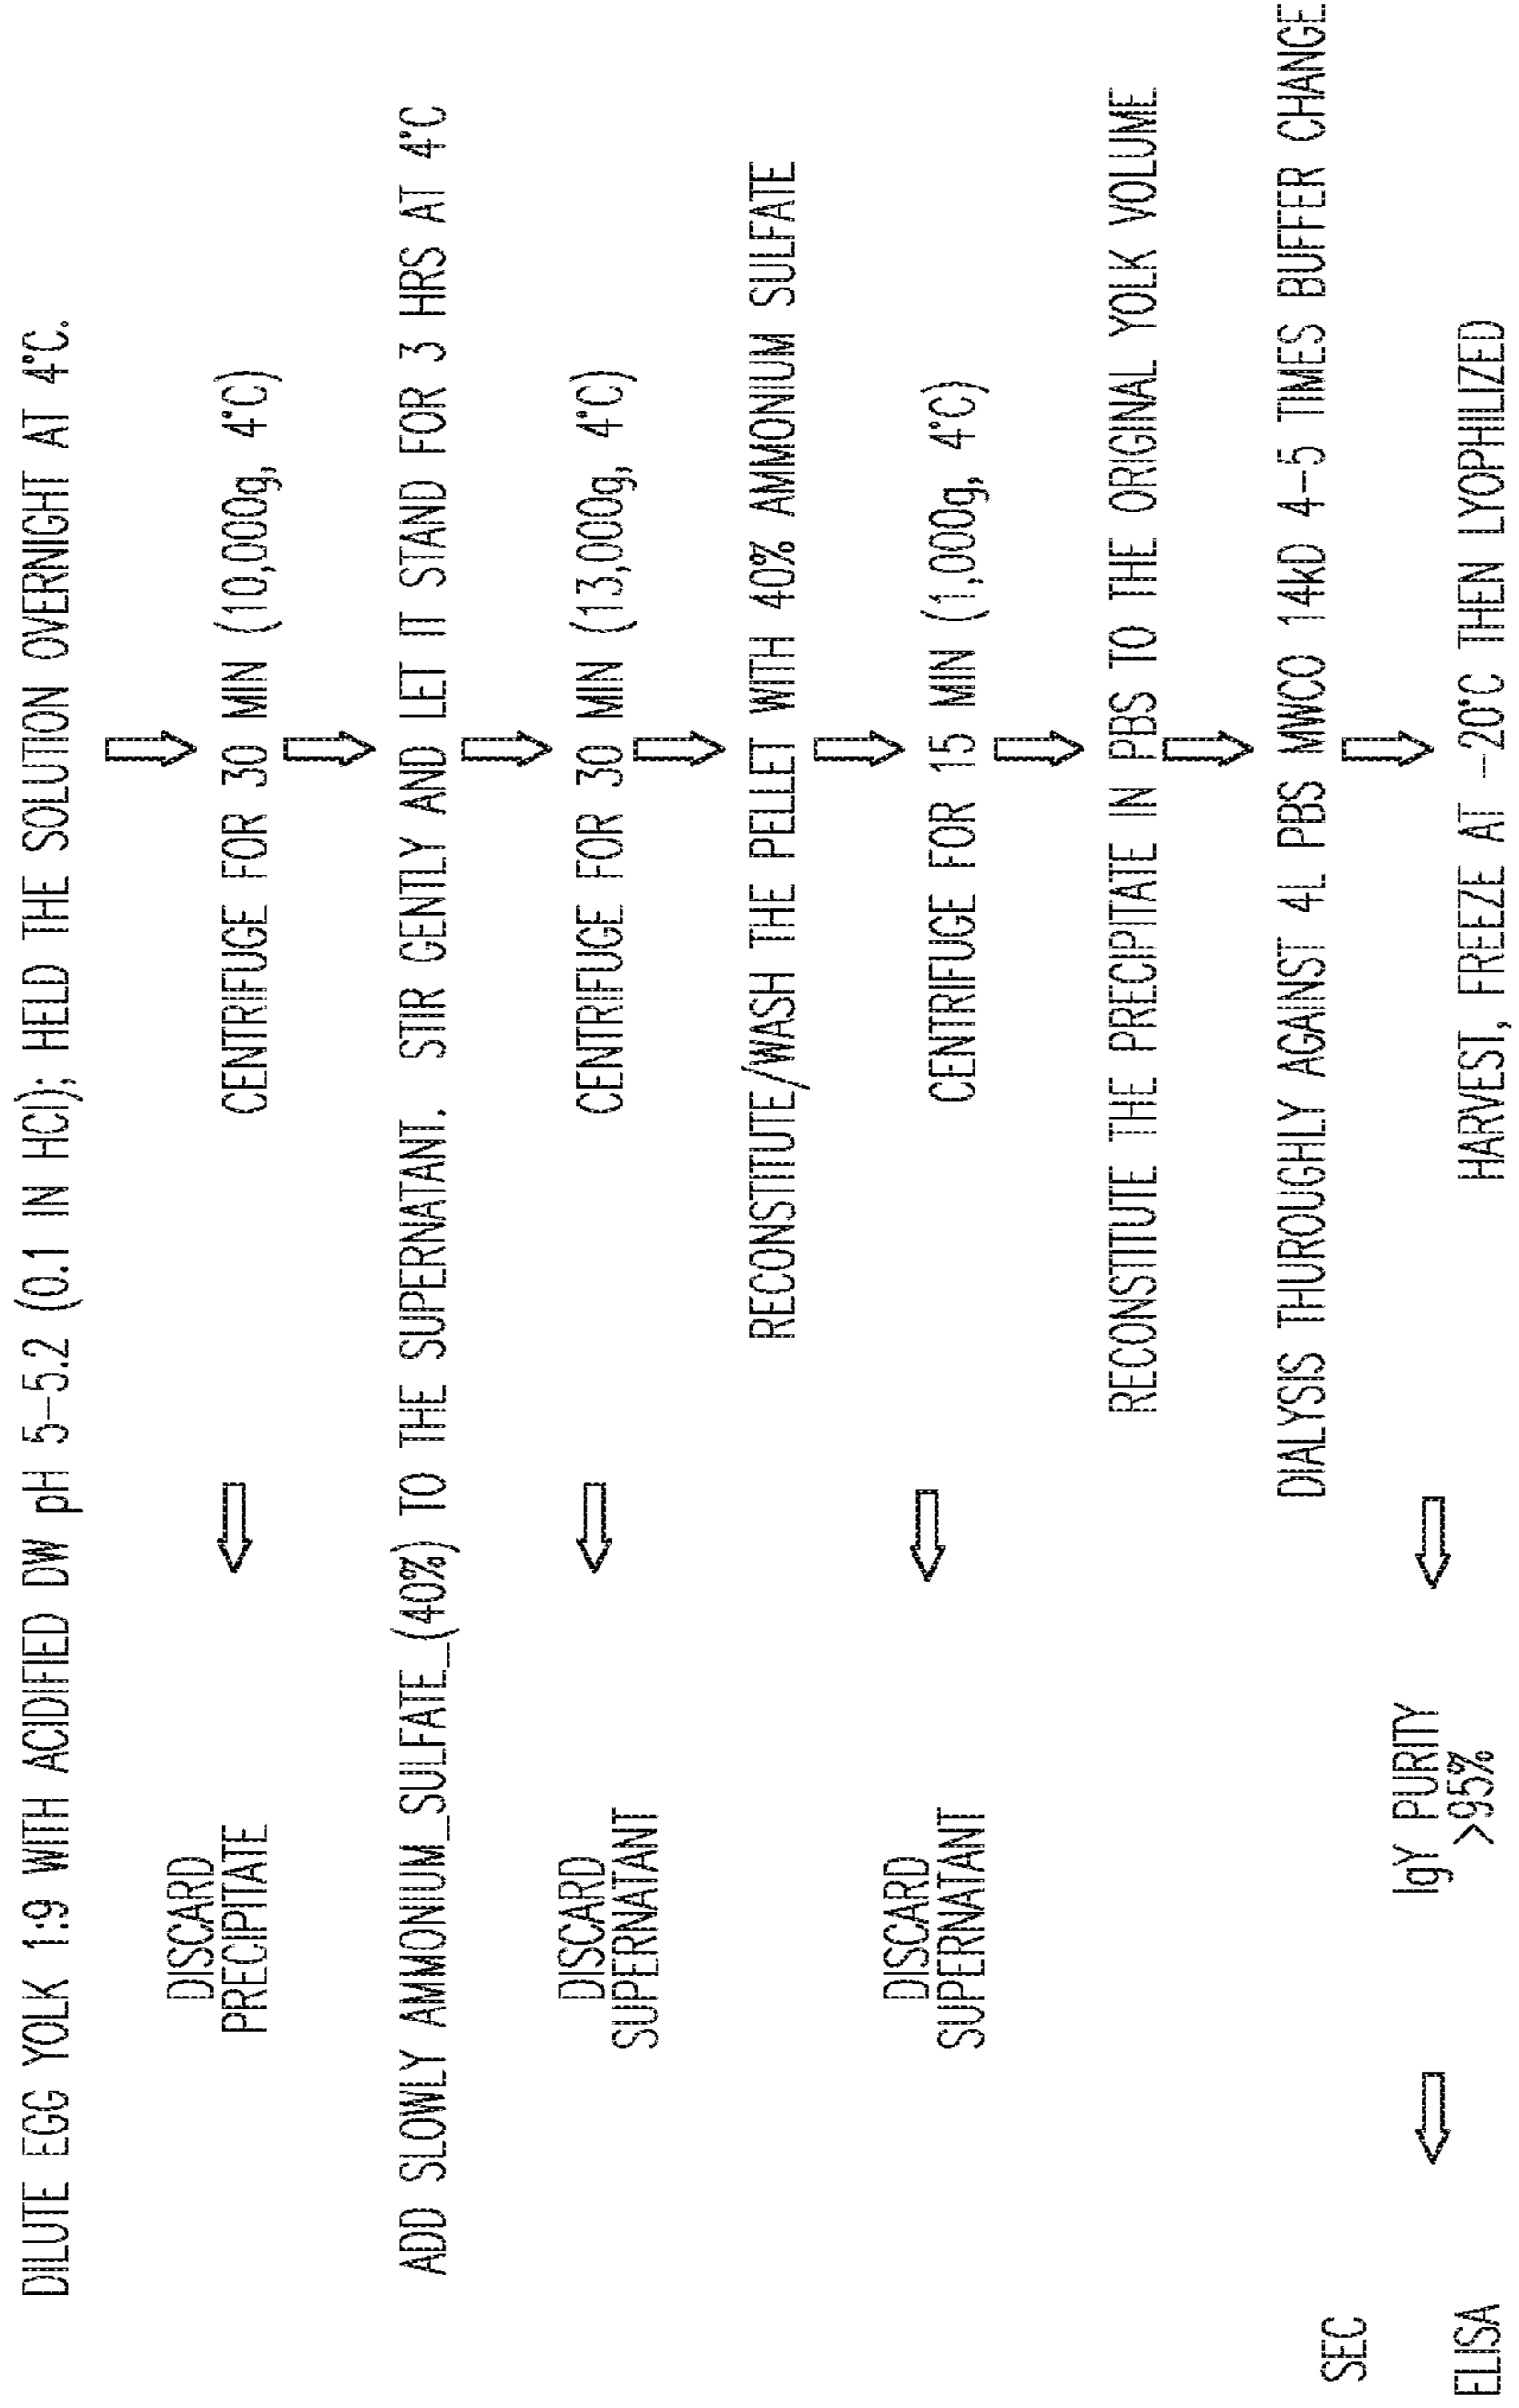 DILUTE EGG YOLK 1:9 WITH ACIDIFIED DW pH 5-5.2 (0.1 IN HCl); HELD THE SOLUTION OVERNIGHT AT 4°C.
DISCARD
PRECIPITATE
CENTRIFUGE FOR 30 MIN (10,000g, 4°C)
ADD SLOWLY AMMONIUM_SULFATE_(40%) TO THE SUPERNATANT. STIR GENTLY AND LET IT STAND FOR 3 HRS AT 4°C
DISCARD
SUPERNATANT
CENTRIFUGE FOR 30 MIN (13,000g, 4°C)
RECONSTITUTE/WASH THE PELLET WITH 40% AMMONIUM SULFATE
DISCARD
SUPERNATANT
CENTRIFUGE FOR 15 MIN (1,000g, 4°C)
RECONSTITUTE THE PRECIPITATE IN PBS TO THE ORIGINAL YOLK VOLUME
DIALYSIS THUROUGHLY AGAINST 4L PBS MWCO 14kD 4-5 TIMES BUFFER CHANGE
SEC
ELISA
IgY PURITY
>95%
HARVEST, FREEZE AT -20°C THEN LYOPHILIZED